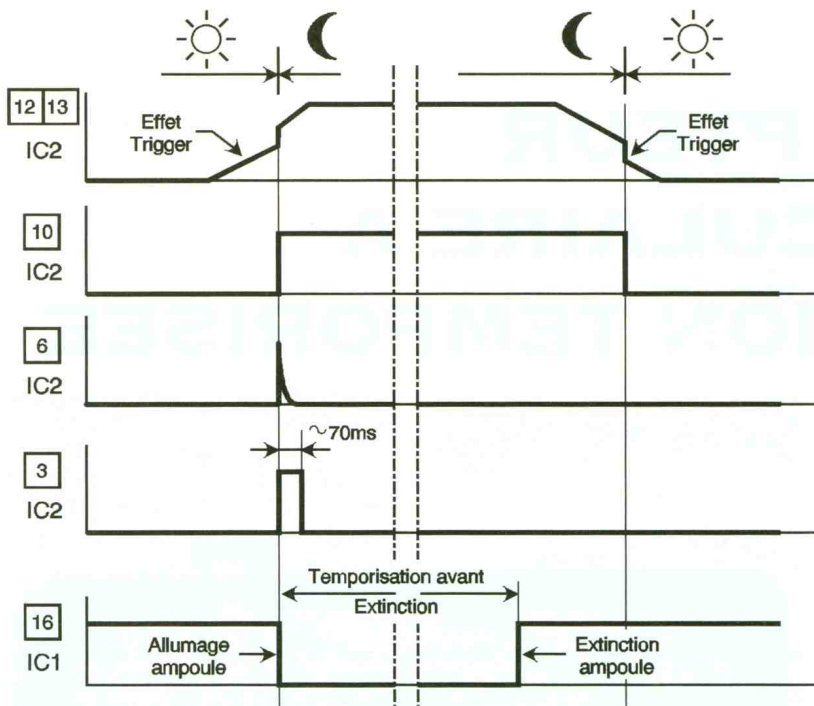 12 13
IC2
Effet
Trigger
Effet
Trigger
10
IC2
6
IC2
3
IC2
~70ms
Temporisation avant
Extinction
16
IC1
Allumage
ampoule
Extinction
ampoule